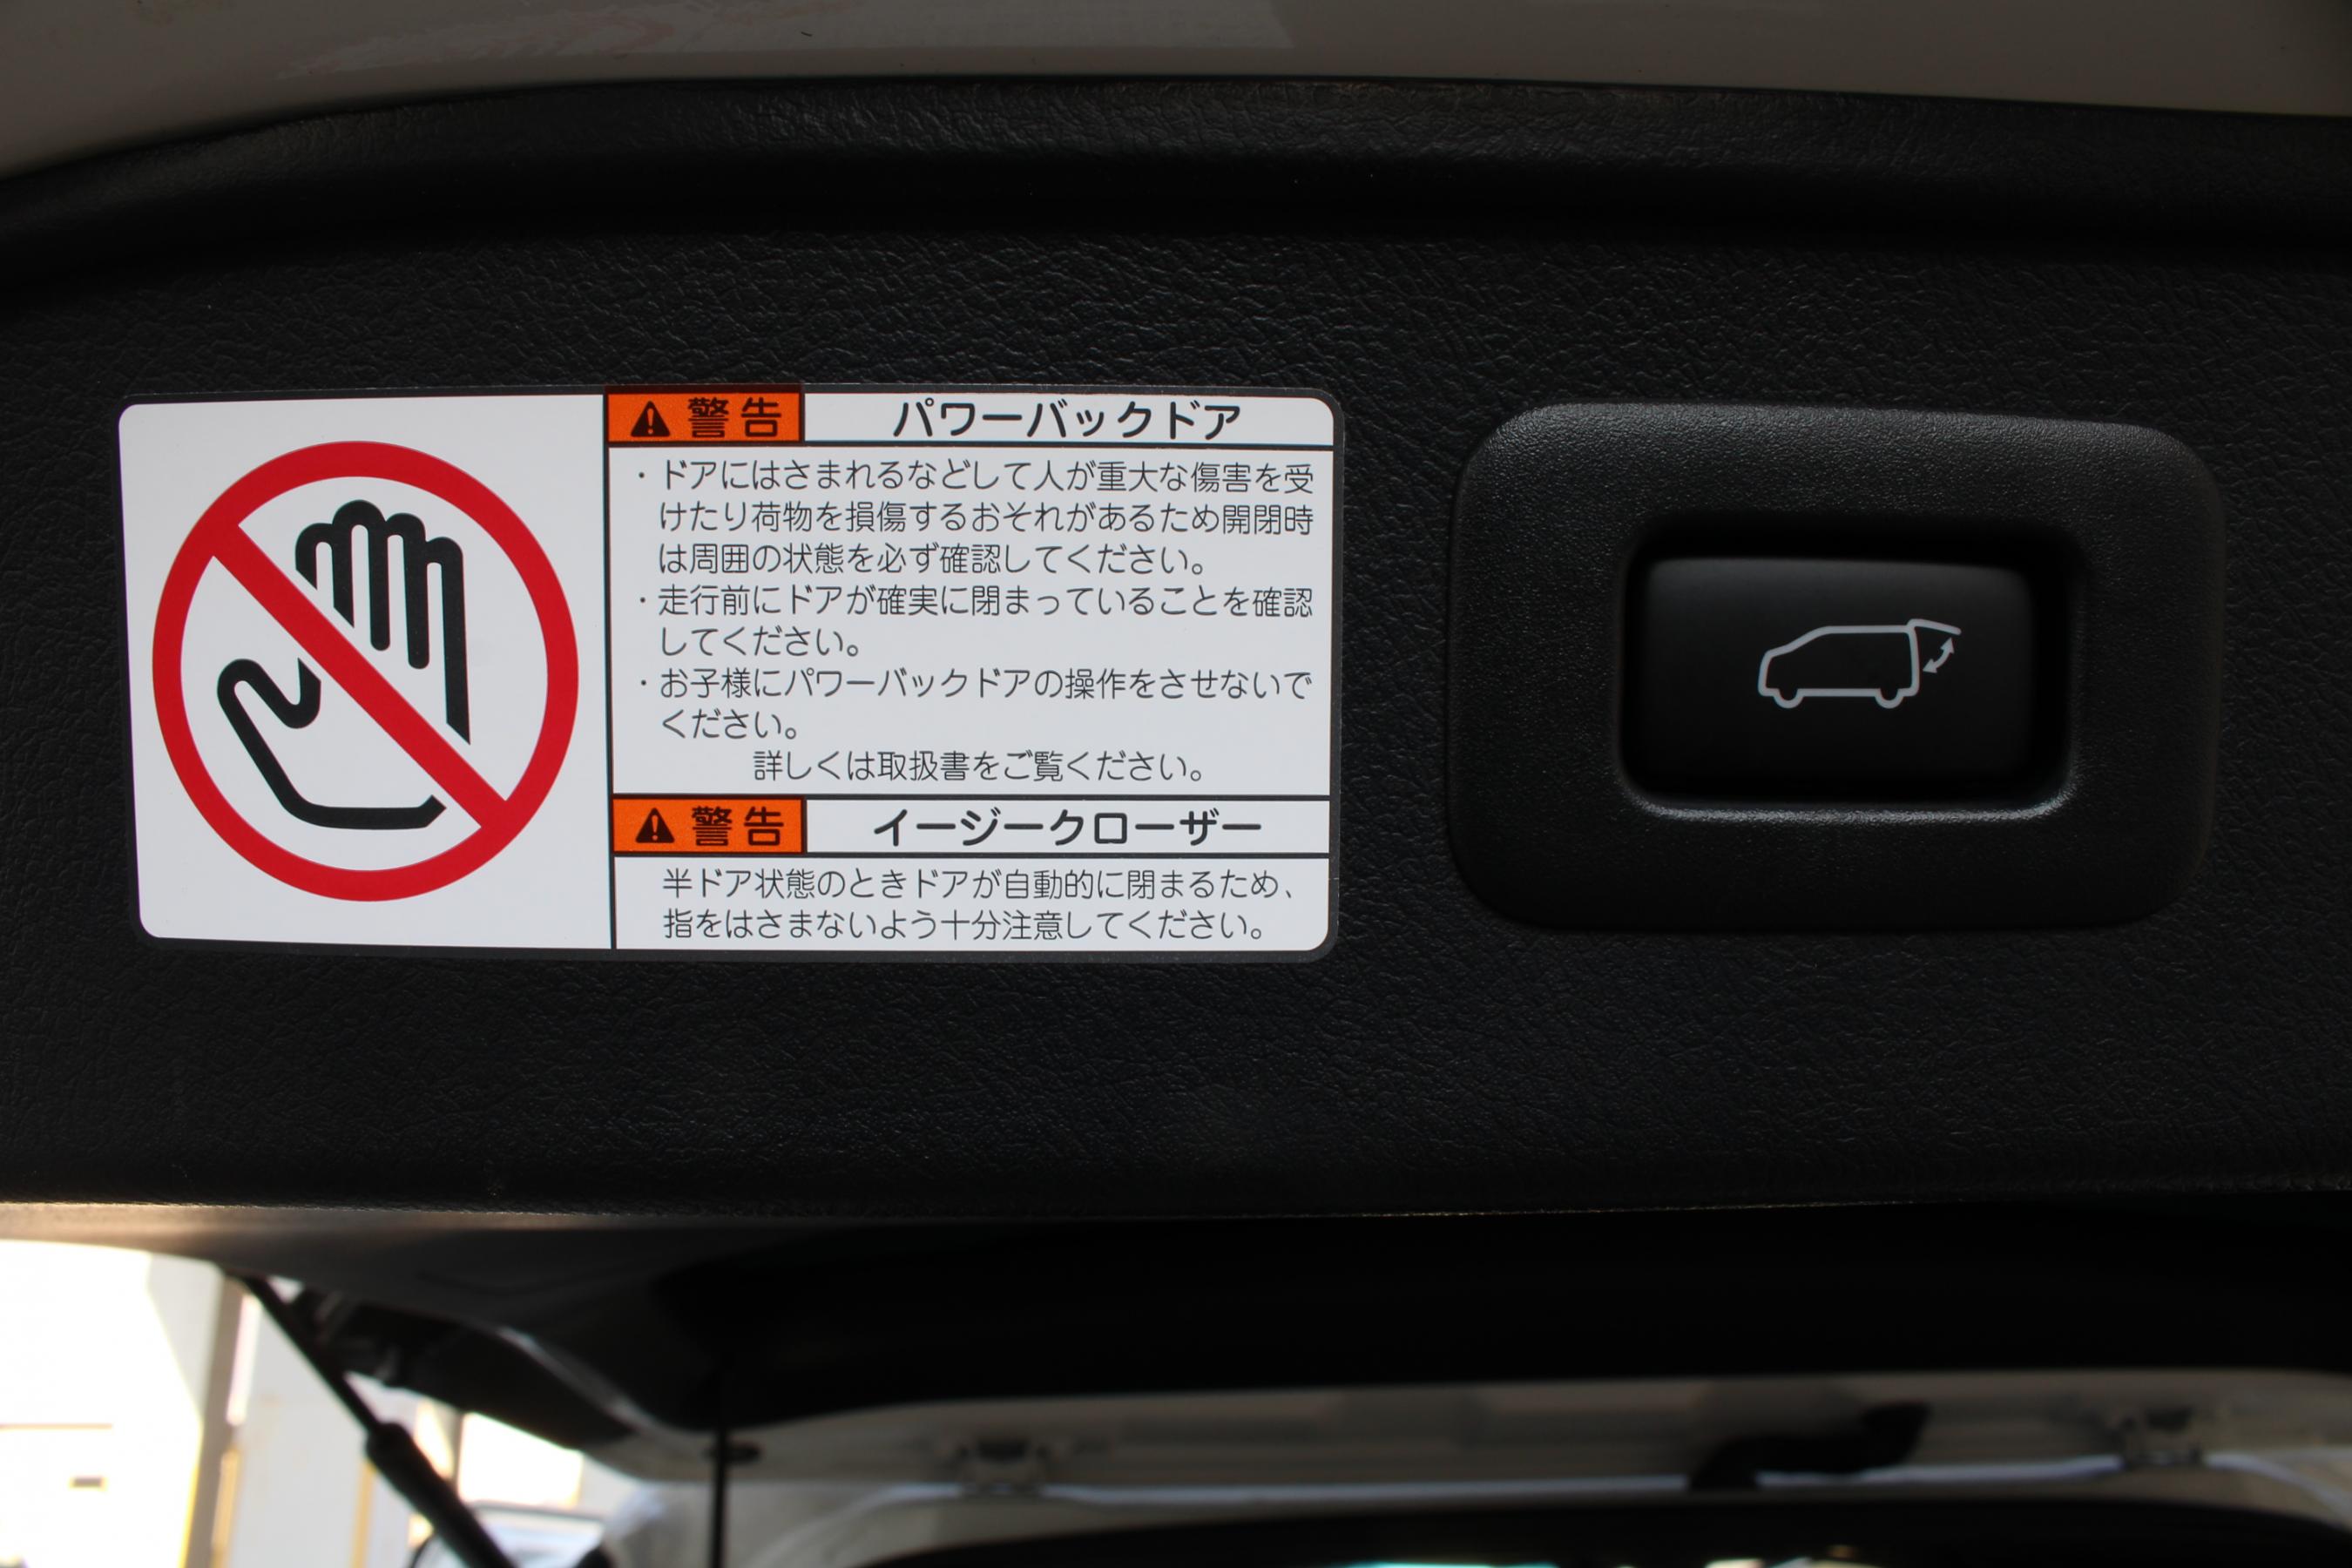 警告 パワーバックドア
・ドアにはさまれるなどして人が重大な傷害を受
けたり荷物を損傷するおそれがあるため開閉時
は周囲の状態を必ず確認してください。
・走行前にドアが確実に閉まっていることを確認
してください。
・お子様にパワーバックドアの操作をさせないで
ください。
詳しくは取扱書をご覧ください。
警告 イージークローザー
半ドア状態のときドアが自動的に閉まるため、
指をはさまないよう十分注意してください。